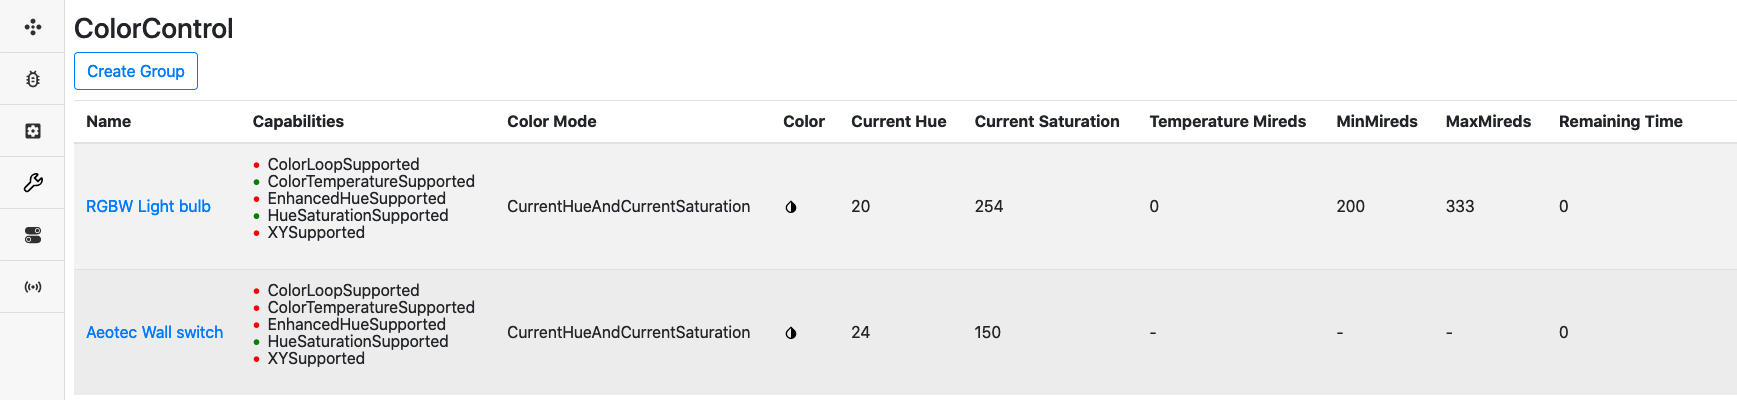 ColorControl
Create Group
Name Capabilities Color Mode Color Current Hue Current Saturation Temperature Mireds MinMireds MaxMireds Remaining Time
ColorLoopSupported
ColorTemperatureSupported
EnhancedHueSupported
RGBW Light bulb CurrentHueAndCurrentSaturation 20 254 0 200 333 0
HueSaturationSupported
XYSupported
ColorLoopSupported
ColorTemperatureSupported
EnhancedHueSupported
Aeotec Wall switch CurrentHueAndCurrentSaturation 24 150 - - - 0
HueSaturationSupported
XYSupported